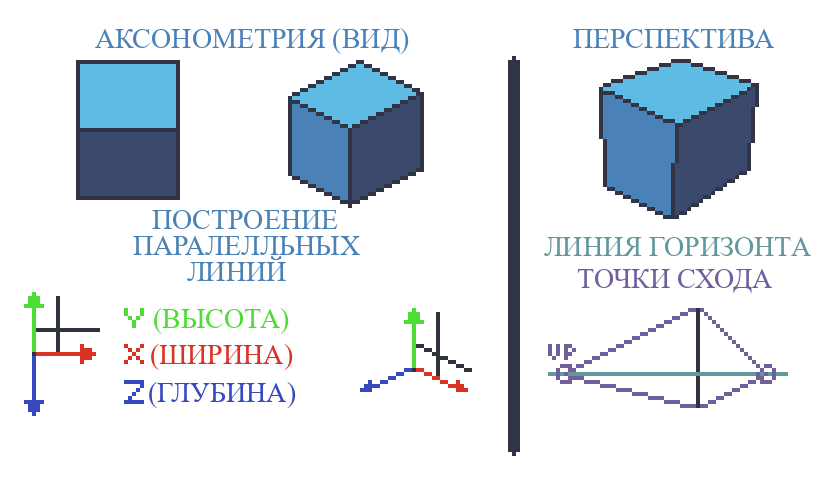 АКСОНОМЕТРИЯ (ВИД)
ПОСТРОЕНИЕ
ПАРАЛЕЛЛЬНЫХ
ЛИНИЙ
Y (ВЫСОТА)
X (ШИРИНА)
Z (ГЛУБИНА)
ПЕРСПЕКТИВА
ЛИНИЯ ГОРИЗОНТА
ТОЧКИ СХОДА
VP